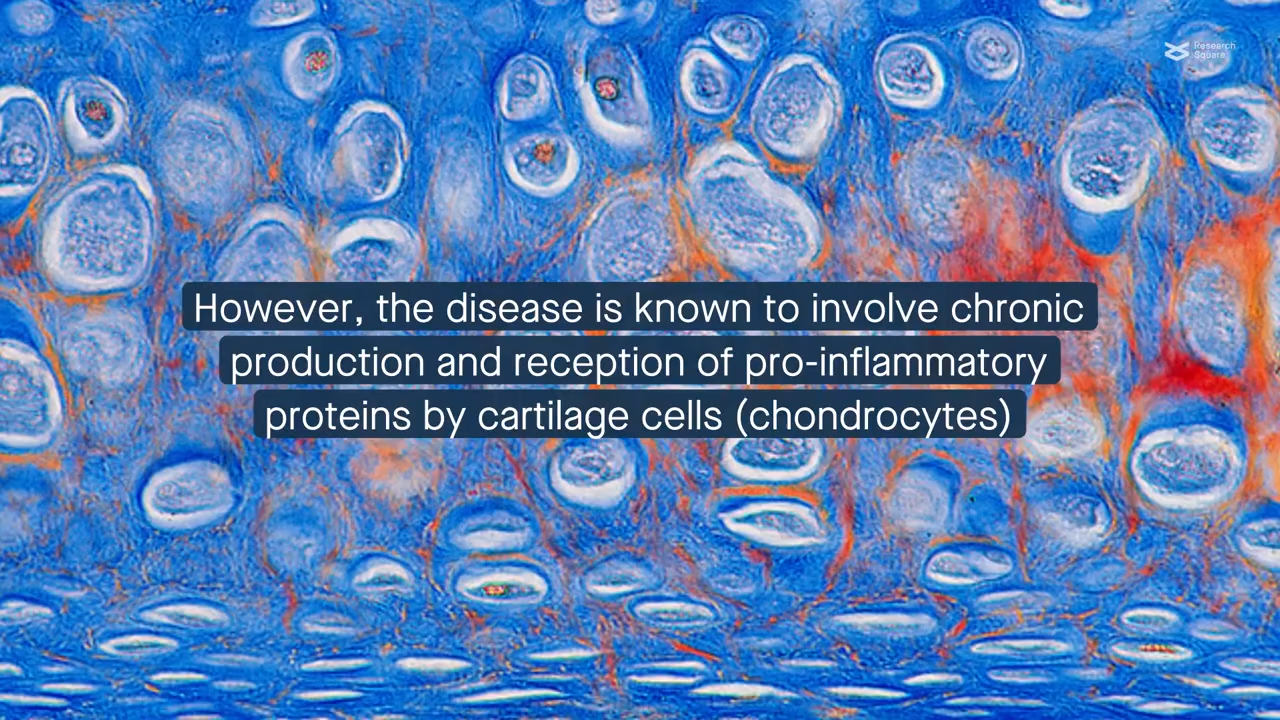 Research
Square
However, the disease is known to involve chronic
production and reception of pro-inflammatory
proteins by cartilage cells (chondrocytes)